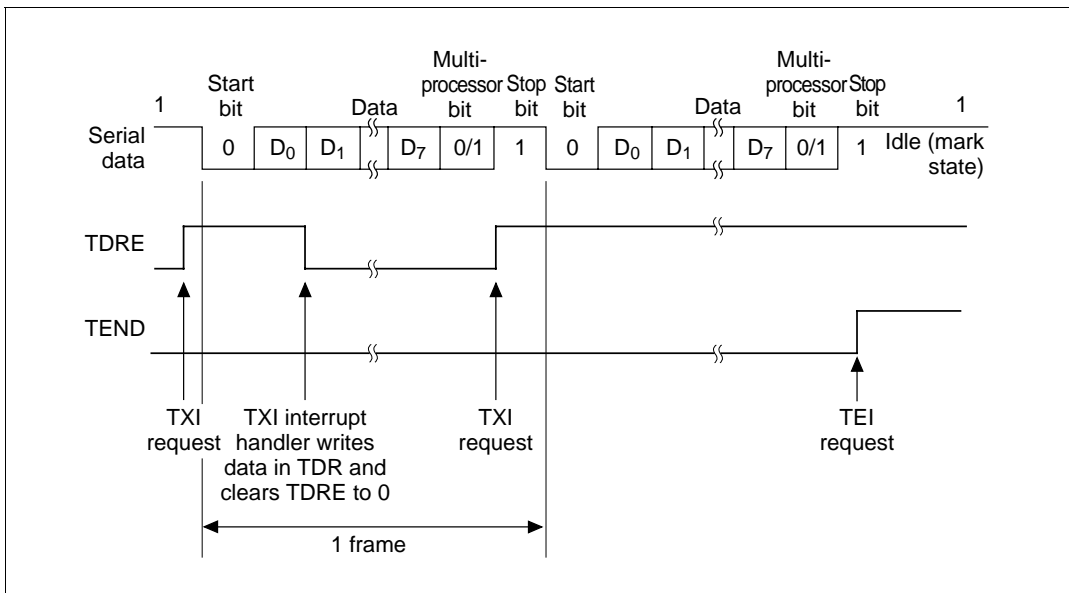 Multi-
processor
bit
Multi-
processor
bit
Start
bit
Stop
bit
Start
bit
Stop
bit
1
Data
Data
1
Serial
data
0
D0
D1
D7
0/1
1
0
D0
D1
D7
0/1
1
Idle (mark
state)
TDRE
TEND
TXI
request
TXI interrupt
handler writes
data in TDR and
clears TDRE to 0
TXI
request
TEI
request
1 frame